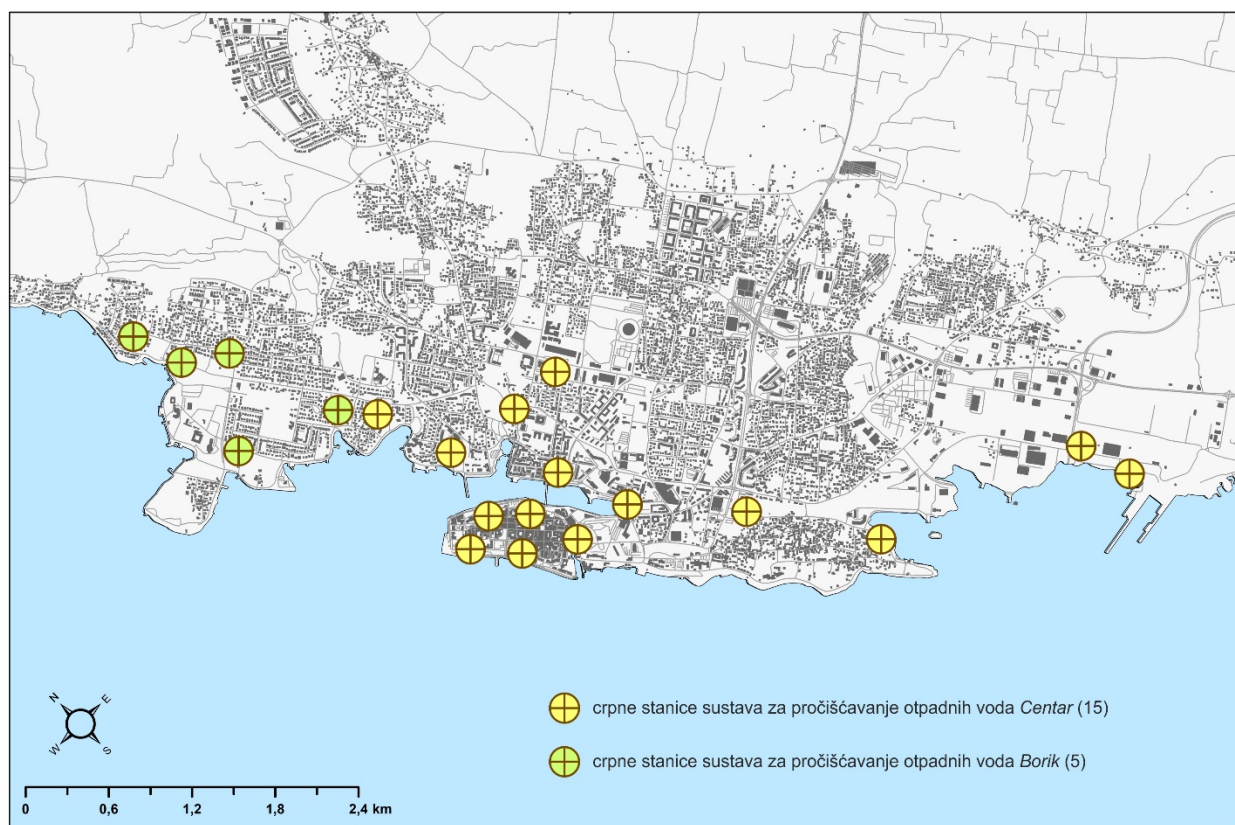 N E
W S
0 0,6 1,2 1,8 2,4 km
crpne stanice sustava za pročišćavanje otpadnih voda Centar (15)
crpne stanice sustava za pročišćavanje otpadnih voda Borik (5)